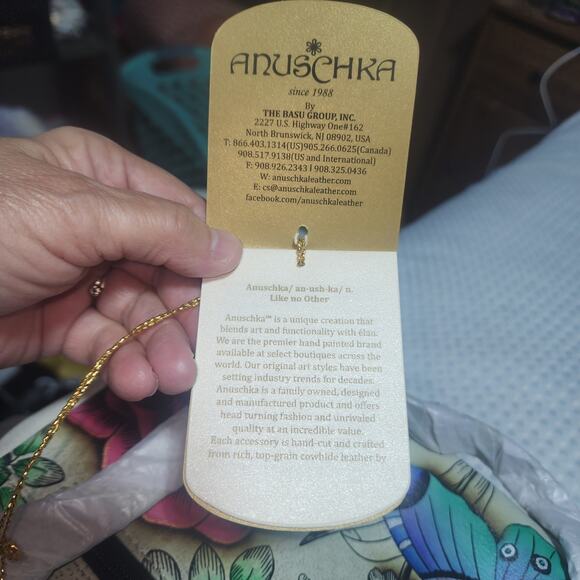 ANUSCHKA
since 1988
By
THE BASU GROUP, INC.
2227 U.S. Highway One#162
North Brunswick, NJ 08902, USA
T: 866.403.1314(US)905.266.0625(Canada)
908.517.9138(US and International)
F: 908.926.2343 | 908.325.0436
W: anuschkaleather.com
E: cs@anuschkaleather.com
facebook.com/anuschkaleather
Anuschka/ an-ush-ka/ n.
Like no Other
Anuschka℠ is a unique creation that
blends art and functionality with élan.
We are the premier hand painted brand
available at select boutiques across the
world. Our original art styles have been
setting industry trends for decades.
Anuschka is a family owned, designed
and manufactured product and offers
head turning fashion and unrivaled
quality at an incredible value.
Each accessory is hand-cut and crafted
from rich, top-grain cowhide leather by